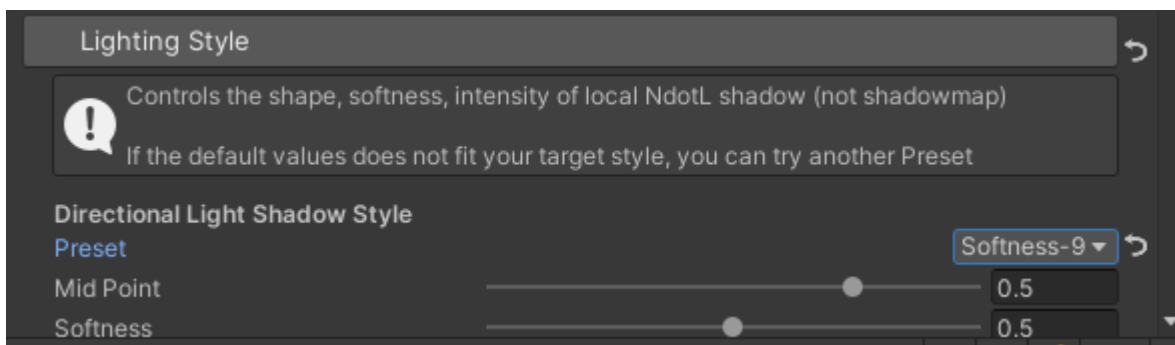 Lighting Style
Controls the shape, softness, intensity of local NdotL shadow (not shadowmap)
If the default values does not fit your target style, you can try another Preset
Directional Light Shadow Style
Preset Softness-9
Mid Point 0.5
Softness 0.5